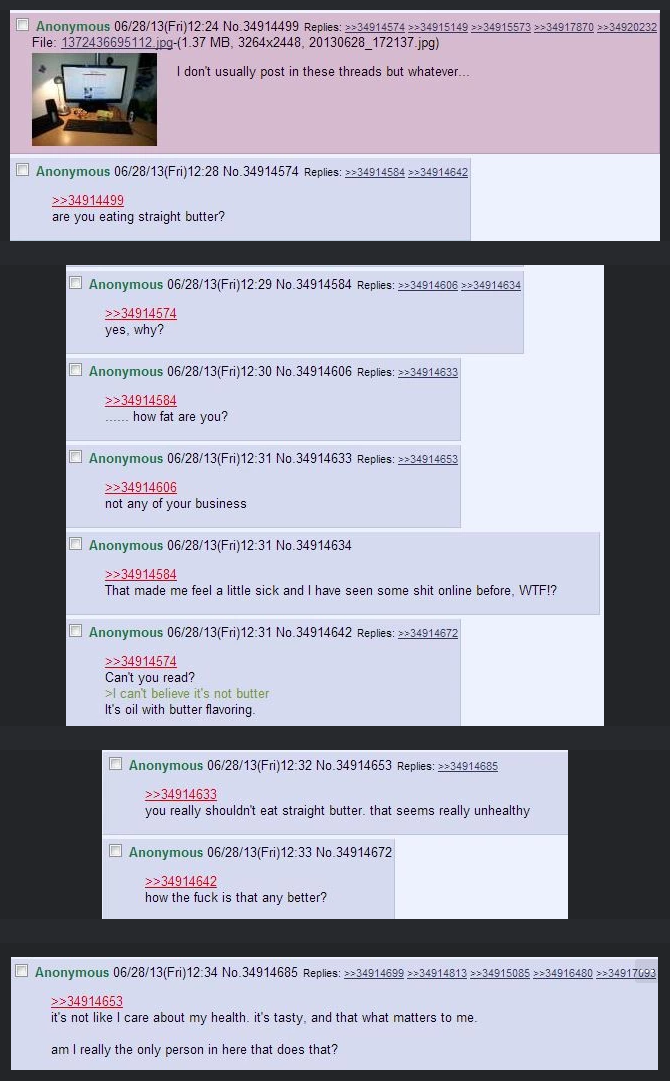 Anonymous 06/28/13(Fri)12:24 No.34914499 Replies: >>34914574 >>34915149 >>34915573 >>34917870 >>34920232
File: 1372436695112.jpg-(1.37 MB, 3264x2448, 20130628_172137.jpg)
I don't usually post in these threads but whatever...
Anonymous 06/28/13(Fri)12:28 No.34914574 Replies: >>34914584 >>34914642
>>34914499
are you eating straight butter?
Anonymous 06/28/13(Fri)12:29 No.34914584 Replies: >>34914606 >>34914634
>>34914574
yes, why?
Anonymous 06/28/13(Fri)12:30 No.34914606 Replies: >>34914633
>>34914584
...... how fat are you?
Anonymous 06/28/13(Fri)12:31 No.34914633 Replies: >>34914653
>>34914606
not any of your business
Anonymous 06/28/13(Fri)12:31 No.34914634
>>34914584
That made me feel a little sick and I have seen some shit online before, WTF!?
Anonymous 06/28/13(Fri)12:31 No.34914642 Replies: >>34914672
>>34914574
Can't you read?
>I can't believe it's not butter
It's oil with butter flavoring.
Anonymous 06/28/13(Fri)12:32 No.34914653 Replies: >>34914685
>>34914633
you really shouldn't eat straight butter. that seems really unhealthy
Anonymous 06/28/13(Fri)12:33 No.34914672
>>34914642
how the fuck is that any better?
Anonymous 06/28/13(Fri)12:34 No.34914685 Replies: >>34914699 >>34914813 >>34915085 >>34916480 >>34917093
>>34914653
it's not like I care about my health. it's tasty, and that what matters to me.
am I really the only person in here that does that?